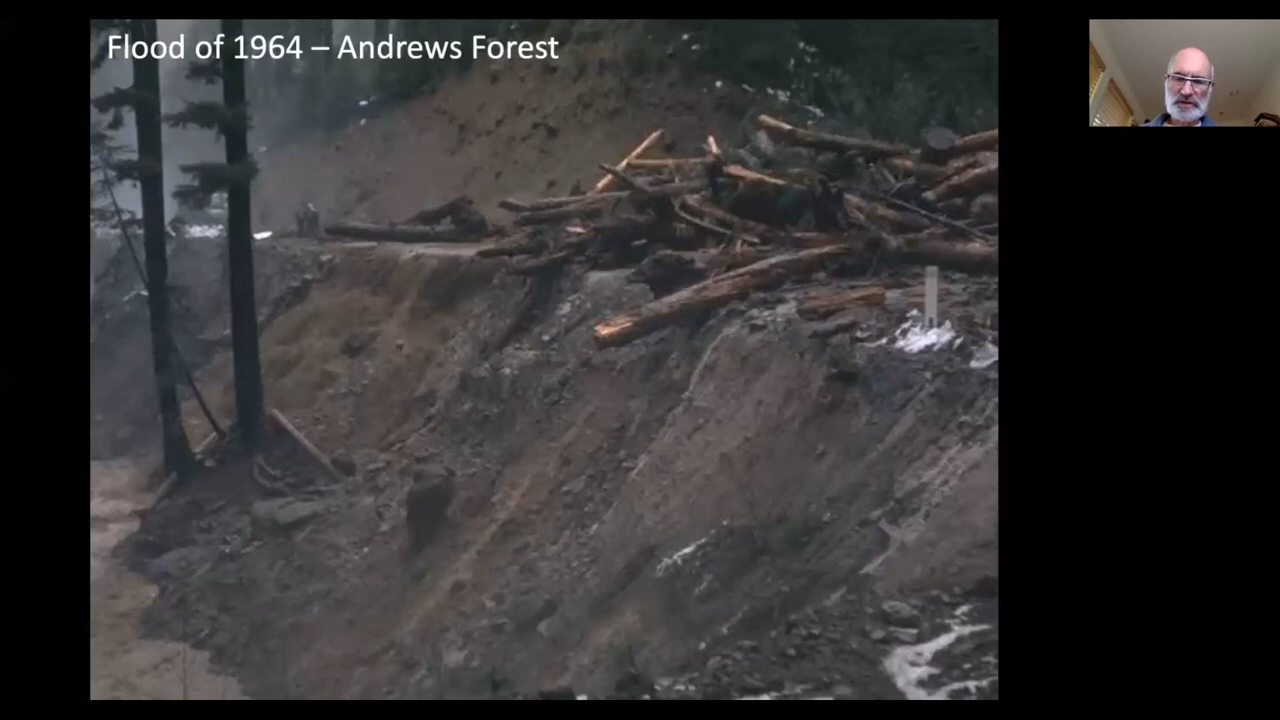 Flood of 1964 – Andrews Forest